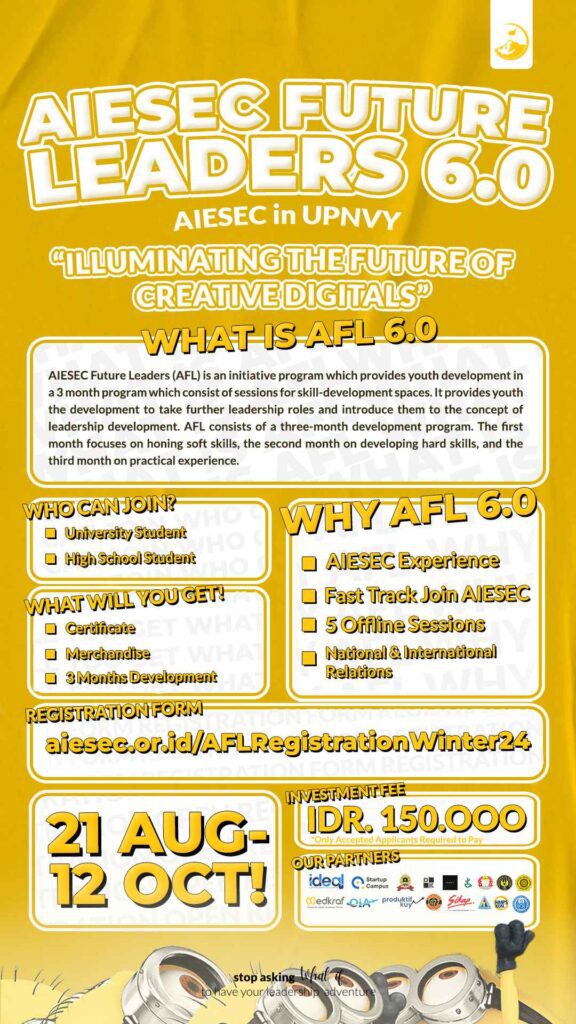 AIESEC FUTURE
LEADERS 6.0
AIESEC in UPNVY
"ILLUMINATING THE FUTURE OF
CREATIVE DIGITALS"
WHAT IS AFL 6.0
AIESEC Future Leaders (AFL) is an initiative program which provides youth development in
a 3 month program which consist of sessions for skill-development spaces. It provides youth
the development to take further leadership roles and introduce them to the concept of
leadership development. AFL consists of a three-month development program. The first
month focuses on honing soft skills, the second month on developing hard skills, and the
third month on practical experience.
WHO CAN JOIN?
University Student
High School Student
WHAT WILL YOU GET!
Certificate
Merchandise
3 Months Development
WHY AFL 6.0
AIESEC Experience
Fast Track Join AIESEC
5 Offline Sessions
National & International
Relations
REGISTRATION FORM
aiesec.or.id/AFLRegistrationWinter24
21 AUG-
12 OCT!
INVESTMENT FEE
IDR. 150.000
*Only Accepted Applicants Required to Pay
OUR PARTNERS
ideal
Startup
Campus
edkraf
produktif
kuy
Sikap
stop asking what if
to have your leadership adventure